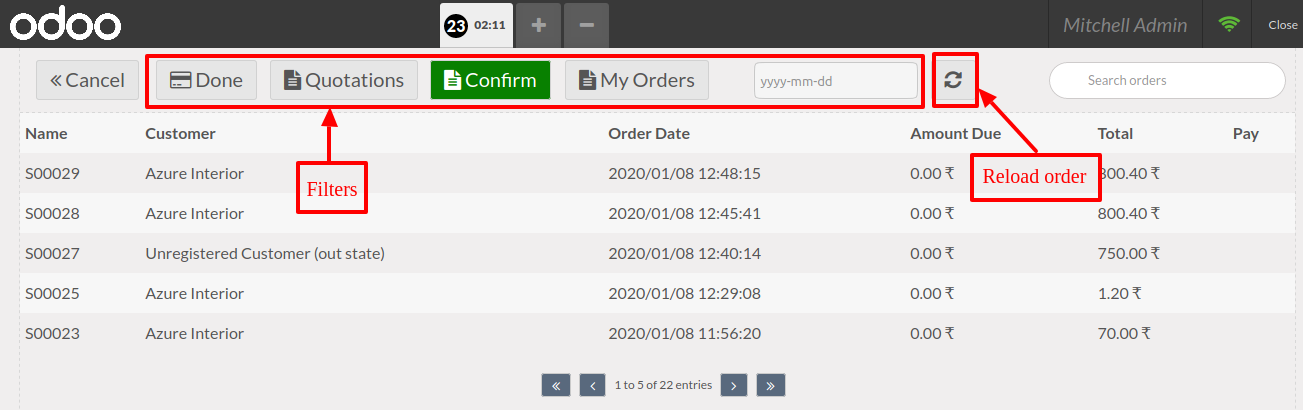 odoo 23 02:11 + − Mitchell Admin Close
« Cancel Done Quotations Confirm My Orders yyyy-mm-dd Search orders
Name Customer Order Date Amount Due Total Pay
S00029 Azure Interior 2020/01/08 12:48:15 0.00 ₹ 800.40 ₹
Filters Reload order
S00028 Azure Interior 2020/01/08 12:45:41 0.00 ₹ 800.40 ₹
S00027 Unregistered Customer (out state) 2020/01/08 12:40:14 0.00 ₹ 750.00 ₹
S00025 Azure Interior 2020/01/08 12:29:08 0.00 ₹ 1.20 ₹
S00023 Azure Interior 2020/01/08 11:56:20 0.00 ₹ 70.00 ₹
« ‹ 1 to 5 of 22 entries › »